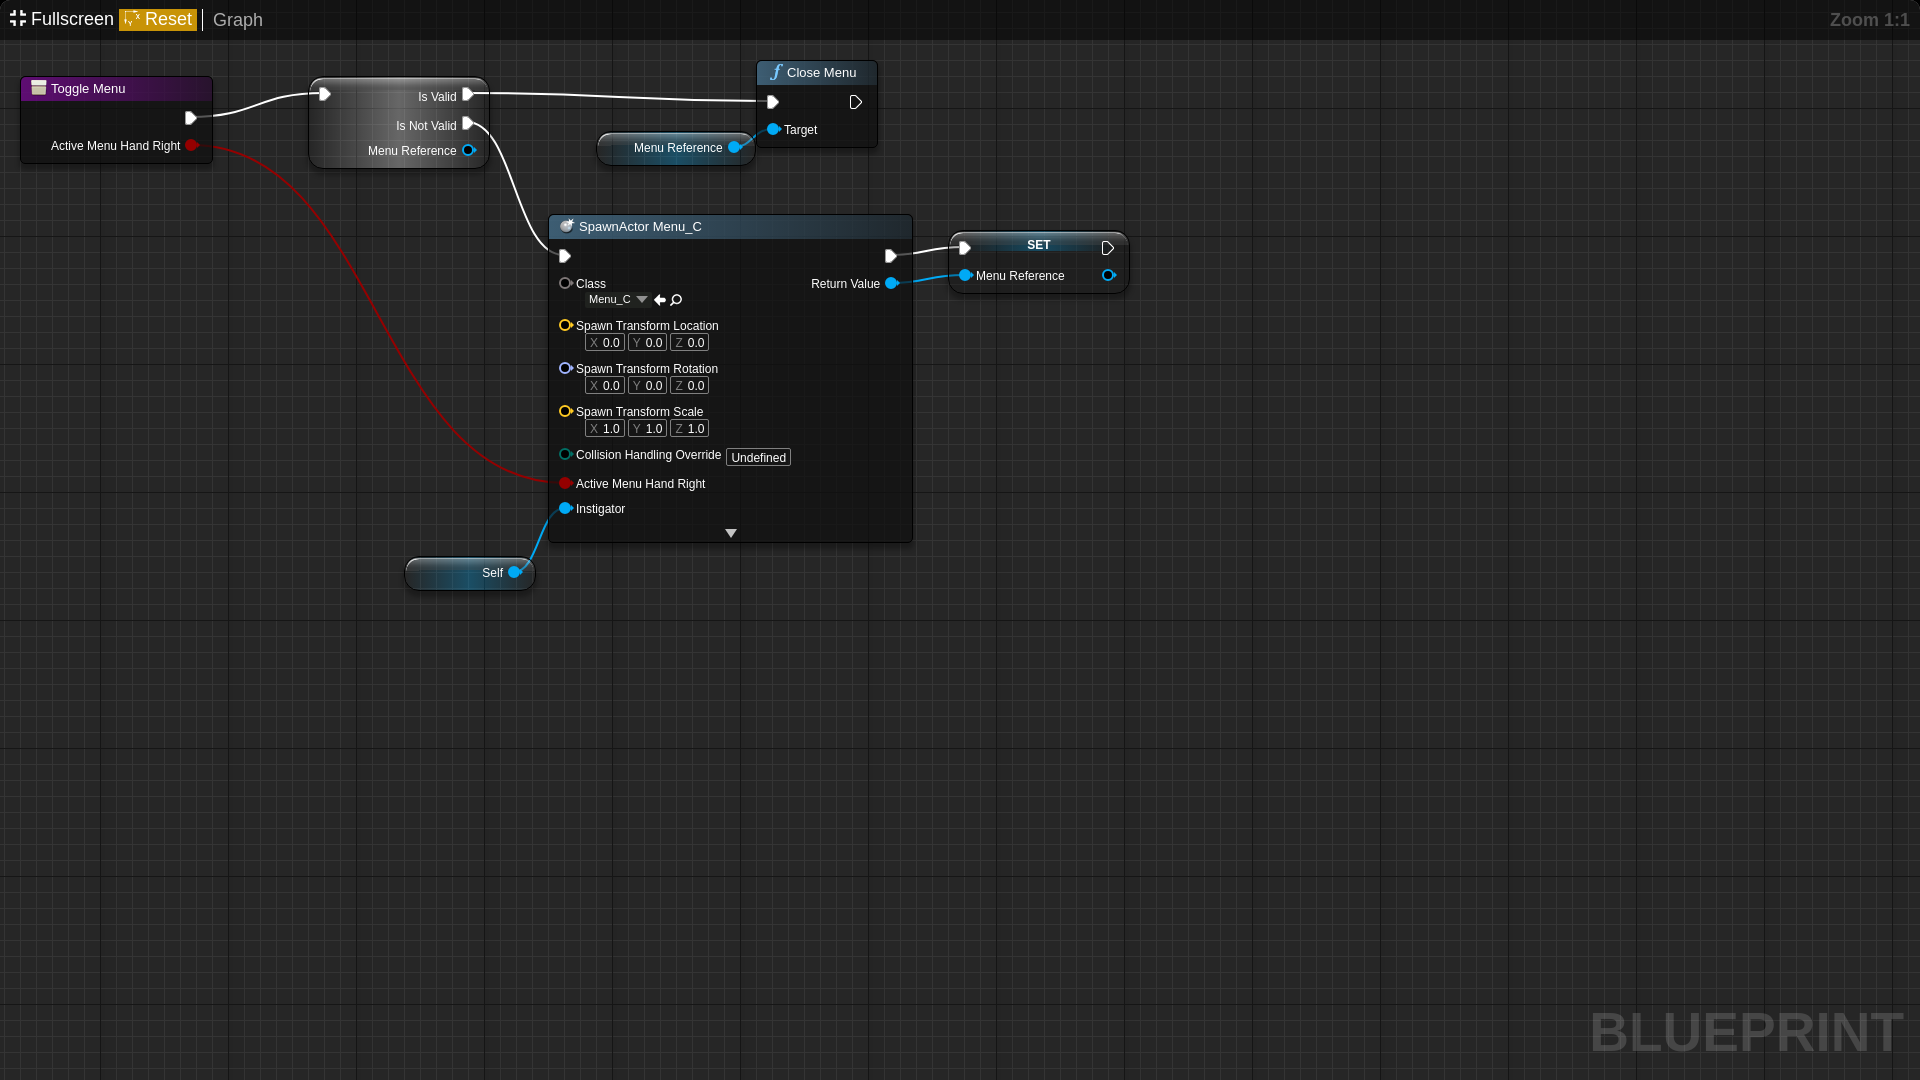 Fullscreen Reset Graph
Zoom 1:1
Toggle Menu
Active Menu Hand Right
Is Valid
Is Not Valid
Menu Reference
Menu Reference
Close Menu
Target
SpawnActor Menu_C
Class
Menu_C
Return Value
Spawn Transform Location
X 0.0 Y 0.0 Z 0.0
Spawn Transform Rotation
X 0.0 Y 0.0 Z 0.0
Spawn Transform Scale
X 1.0 Y 1.0 Z 1.0
Collision Handling Override Undefined
Active Menu Hand Right
Instigator
SET
Menu Reference
Self
BLUEPRINT